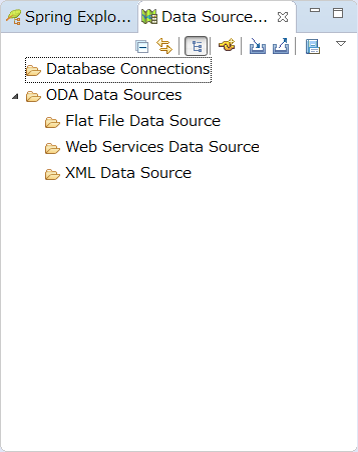 Spring Explo...
Data Source...
Database Connections
ODA Data Sources
Flat File Data Source
Web Services Data Source
XML Data Source